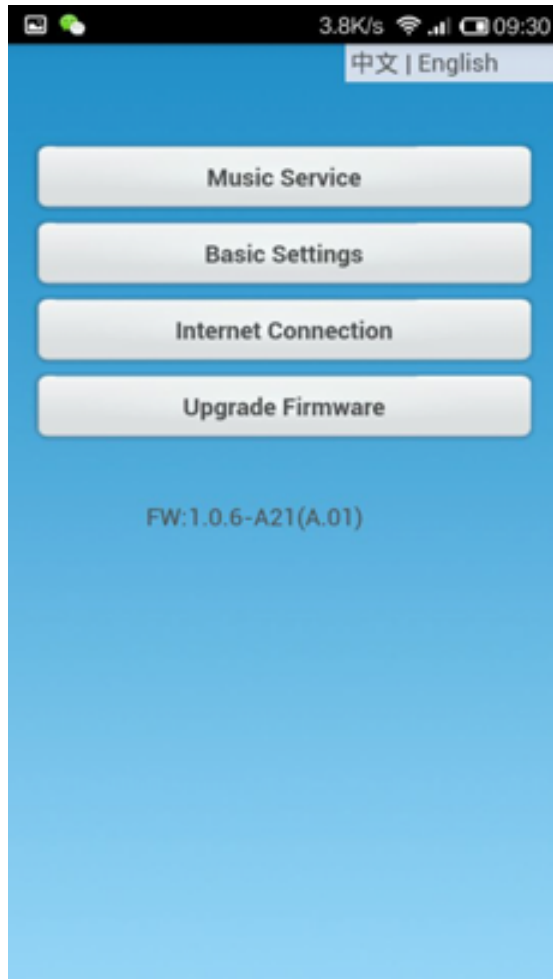 3.8K/s 09:30
中文 | English
Music Service
Basic Settings
Internet Connection
Upgrade Firmware
FW:1.0.6-A21(A.01)